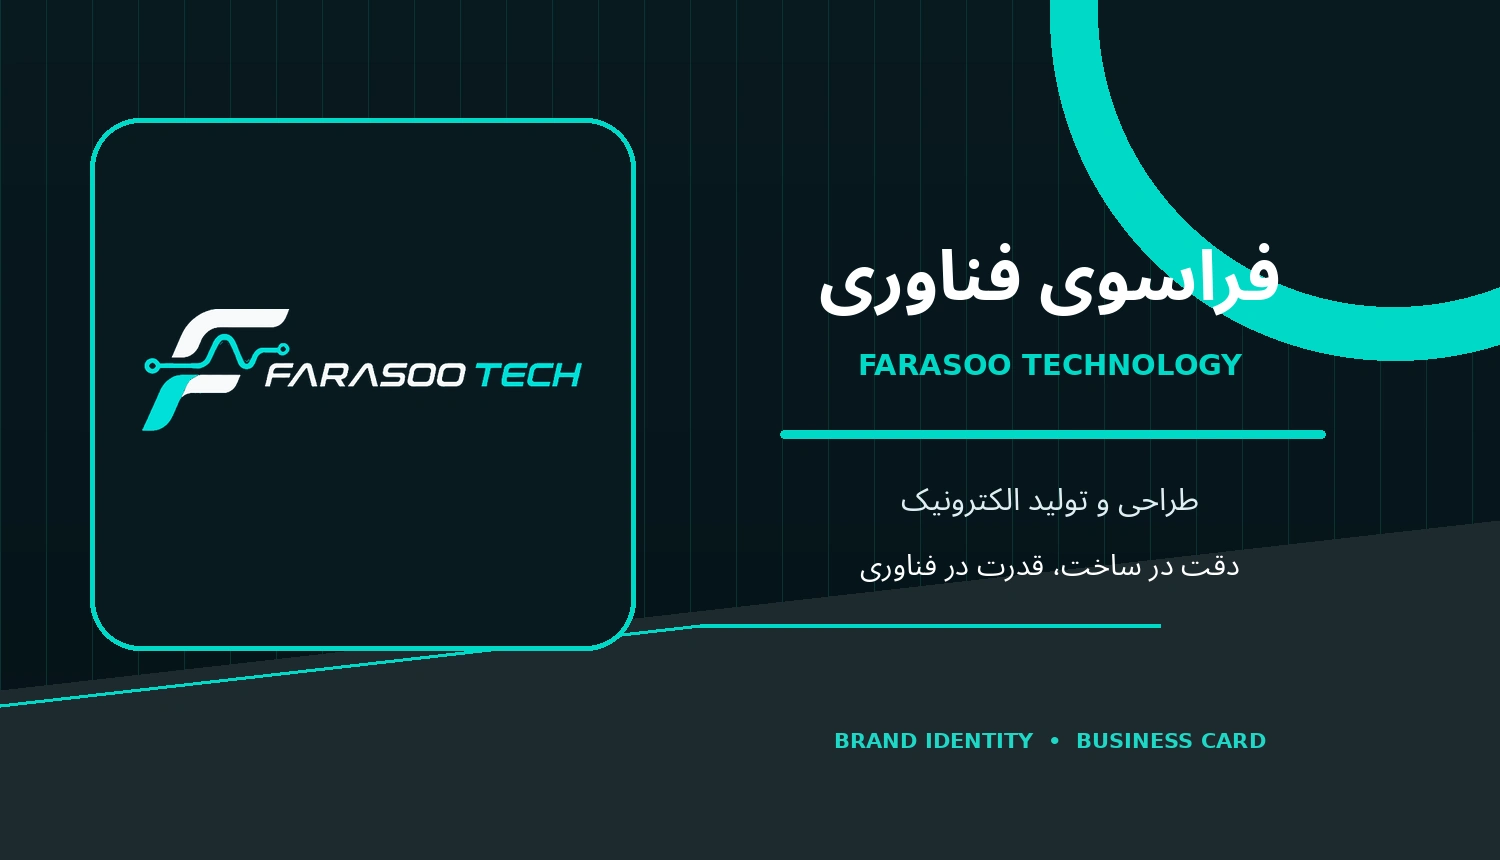 FARASOO TECH
فراسوی فناوری
FARASOO TECHNOLOGY
طراحی و تولید الکترونیک
دقت در ساخت، قدرت در فناوری
BRAND IDENTITY • BUSINESS CARD